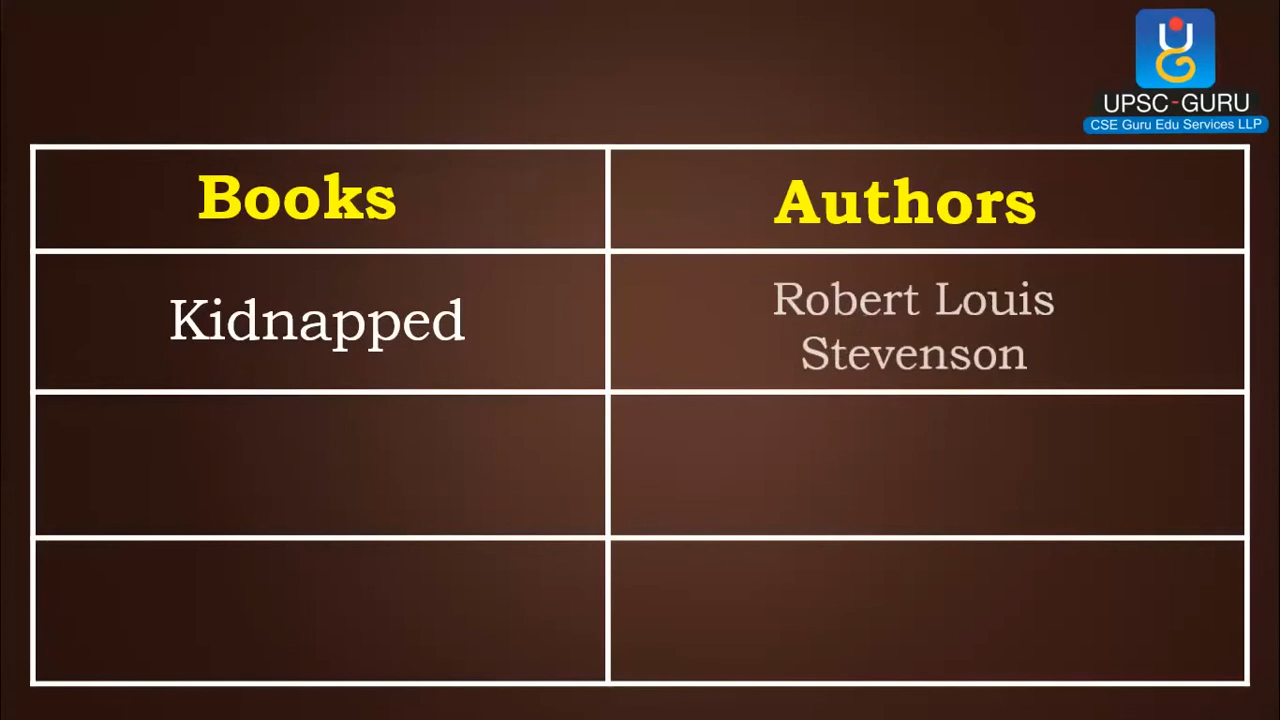 UPSC-GURU
CSE Guru Edu Services LLP
Books
Authors
Kidnapped
Robert Louis
Stevenson